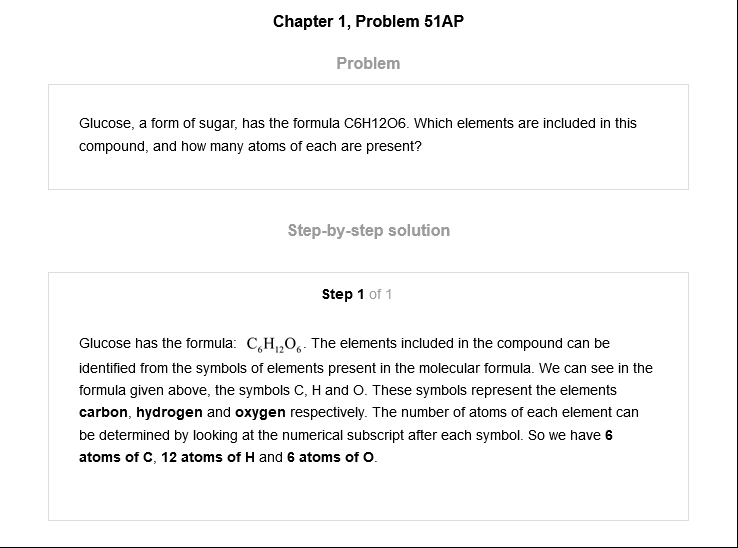 Chapter 1, Problem 51AP
Problem
Glucose, a form of sugar, has the formula C6H12O6. Which elements are included in this
compound, and how many atoms of each are present?
Step-by-step solution
Step 1 of 1
Glucose has the formula: C₆H₁₂O₆. The elements included in the compound can be
identified from the symbols of elements present in the molecular formula. We can see in the
formula given above, the symbols C, H and O. These symbols represent the elements
carbon, hydrogen and oxygen respectively. The number of atoms of each element can
be determined by looking at the numerical subscript after each symbol. So we have 6
atoms of C, 12 atoms of H and 6 atoms of O.